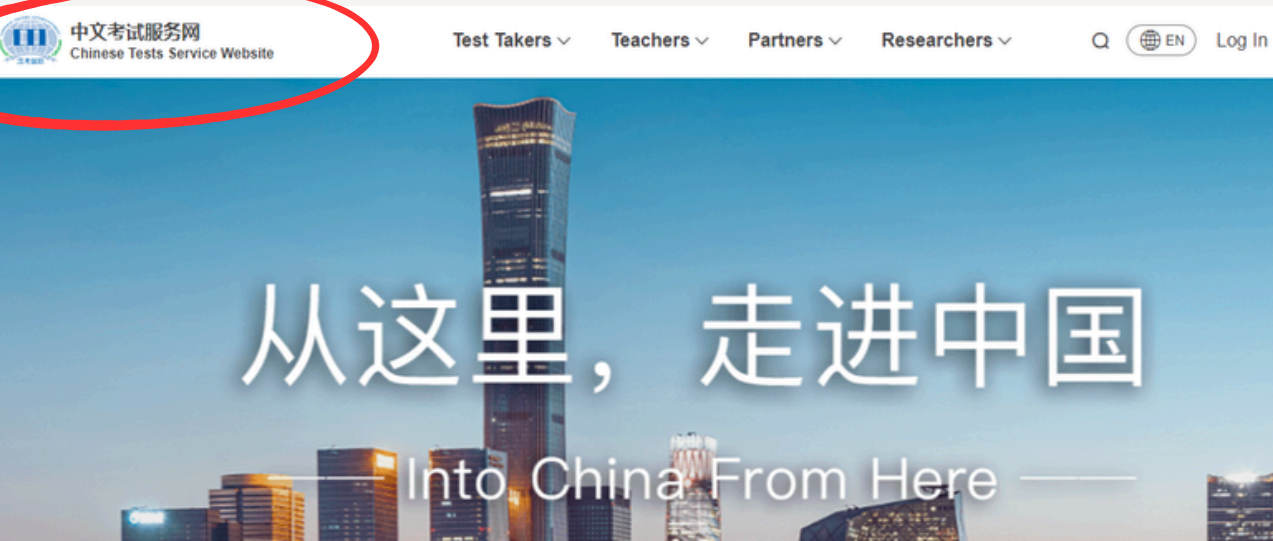 中文考试服务网
Chinese Tests Service Website
Test Takers Teachers Partners Researchers EN Log In
从这里，走进中国
Into China From Here